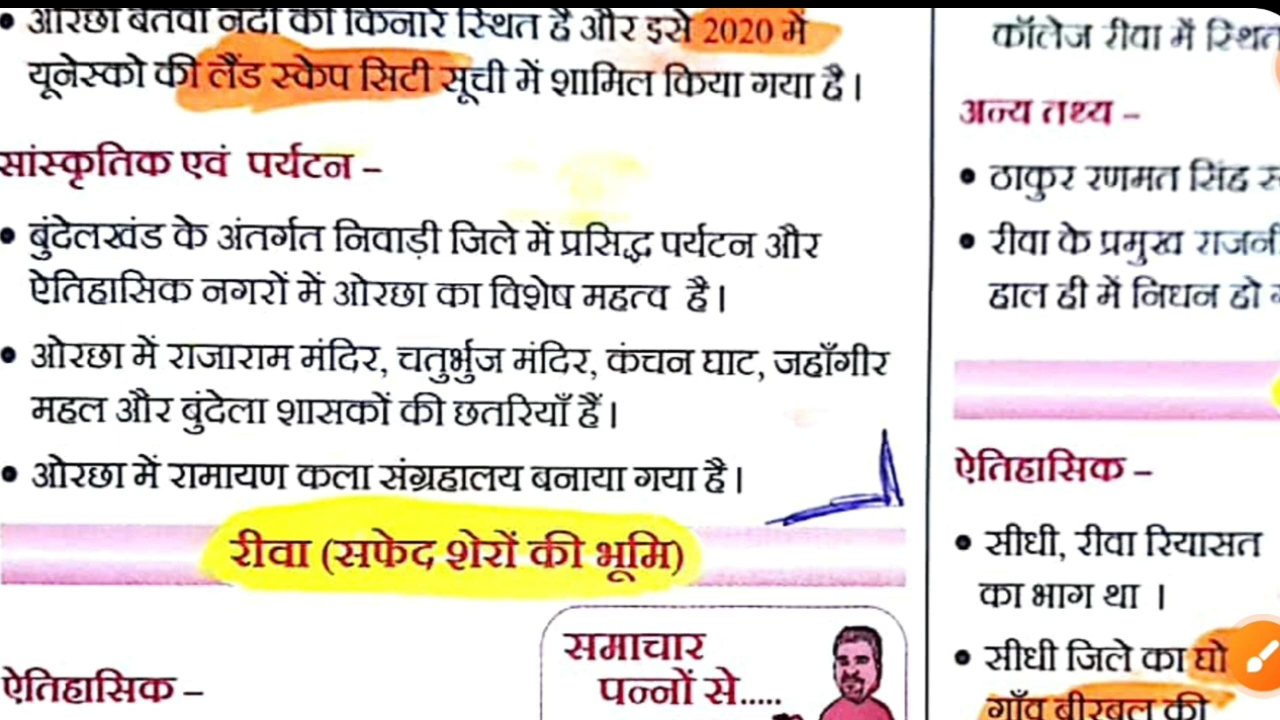 ओरछा बेतवा नदी की किनारे स्थित है और इसे 2020 में
यूनेस्को की लैंड स्केप सिटी सूची में शामिल किया गया है।
सांस्कृतिक एवं पर्यटन –
• बुंदेलखंड के अंतर्गत निवाड़ी जिले में प्रसिद्ध पर्यटन और
ऐतिहासिक नगरों में ओरछा का विशेष महत्व है।
• ओरछा में राजाराम मंदिर, चतुर्भुज मंदिर, कंचन घाट, जहाँगीर
महल और बुंदेला शासकों की छतरियाँ हैं।
• ओरछा में रामायण कला संग्रहालय बनाया गया है।
रीवा (सफेद शेरों की भूमि)
समाचार
पन्नों से.....
ऐतिहासिक –
कॉलेज रीवा में स्थित
अन्य तथ्य –
• ठाकुर रणमत सिंह
• रीवा के प्रमुख
हाल ही में निधन हो
ऐतिहासिक –
• सीधी, रीवा रियासत
का भाग था ।
• सीधी जिले का घो
गाँव बीरबल की